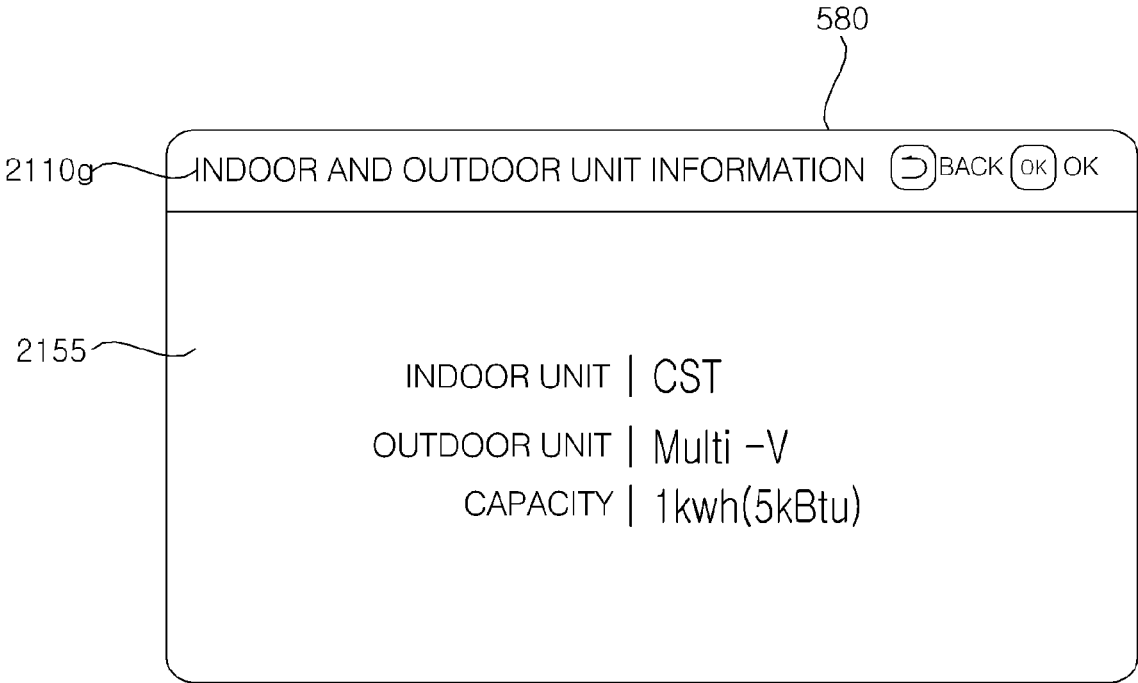 580
2110g INDOOR AND OUTDOOR UNIT INFORMATION BACK OK OK
2155
INDOOR UNIT | CST
OUTDOOR UNIT | Multi -V
CAPACITY | 1kwh(5kBtu)